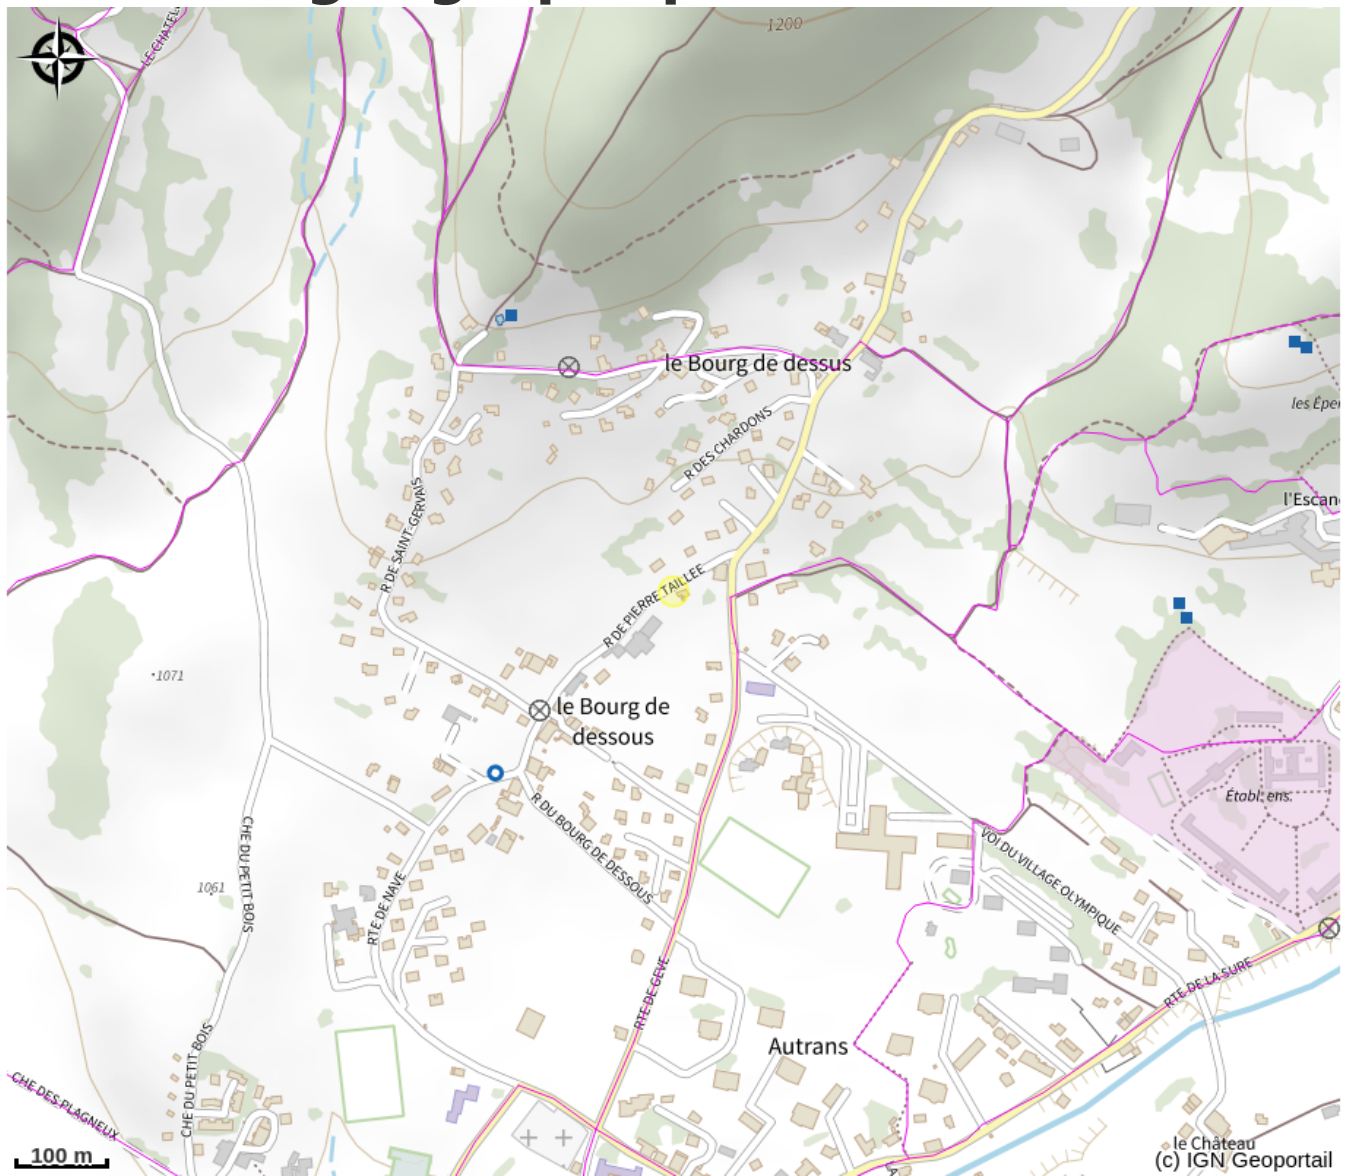 1200
LE CHATEL
le Bourg de dessus
les Éper
R DES CHARDONS
l'Escan
R DE SAINT-GERVAIS
R DE PIERRE TAILLEE
1071
le Bourg de
dessous
Établ. ens.
R DU BOURG DE DESSOUS
CHE DU PETIT BOIS
VOI DU VILLAGE OLYMPIQUE
1061
RTE DE NAVE
RTE DE GEVE
RTE DE LA SURE
CHE DU PETIT BOIS
Autrans
CHE DES PLAGNEUX
le Château
100 m
(c) IGN Geoportail